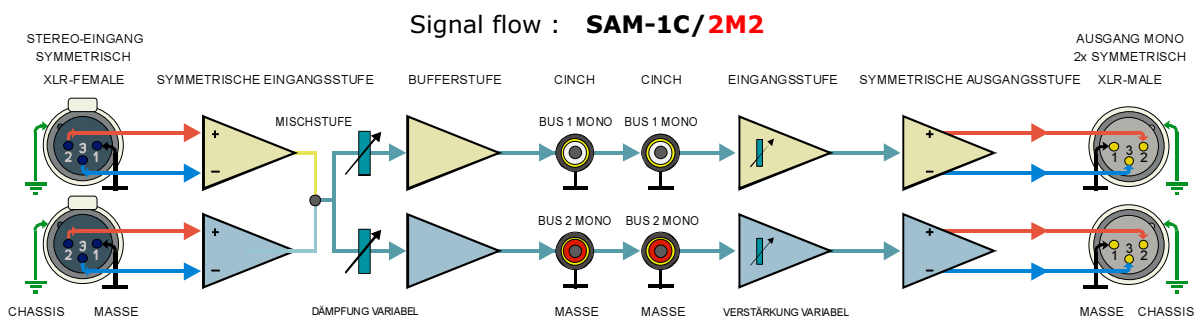 Signal flow : SAM-1C/2M2
STEREO-EINGANG
SYMMETRISCH
XLR-FEMALE
SYMMETRISCHE EINGANGSSTUFE
BUFFERSTUFE
CINCH
CINCH
EINGANGSSTUFE
SYMMETRISCHE AUSGANGSSTUFE
AUSGANG MONO
2x SYMMETRISCH
XLR-MALE
MISCHSTUFE
BUS 1 MONO
BUS 1 MONO
2 3 1
+
−
+
−
1 3 2
BUS 2 MONO
BUS 2 MONO
2 3 1
+
−
+
−
1 3 2
CHASSIS
MASSE
DÄMPFUNG VARIABEL
MASSE
MASSE
VERSTÄRKUNG VARIABEL
MASSE
CHASSIS